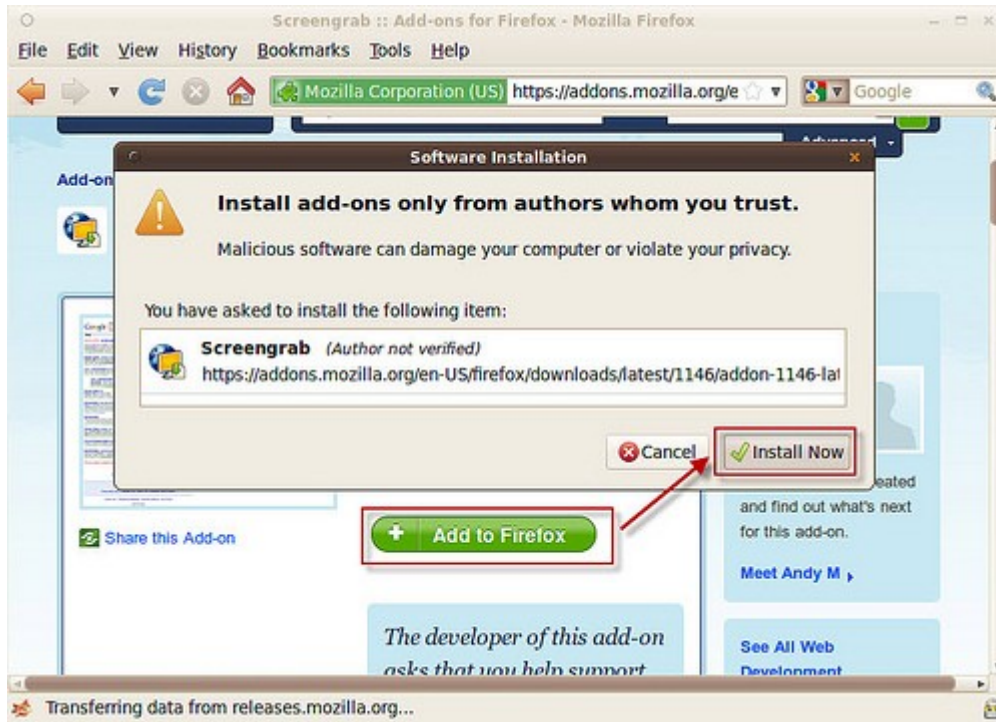 Screengrab :: Add-ons for Firefox - Mozilla Firefox
File Edit View History Bookmarks Tools Help
Mozilla Corporation (US) https://addons.mozilla.org/e Google
Software Installation
Add-on
Install add-ons only from authors whom you trust.
Malicious software can damage your computer or violate your privacy.
You have asked to install the following item:
Screengrab (Author not verified)
https://addons.mozilla.org/en-US/firefox/downloads/latest/1146/addon-1146-lat
Cancel Install Now
eated
and find out what's next
for this add-on.
Share this Add-on
Add to Firefox
Meet Andy M
The developer of this add-on
asks that you help support
See All Web
Development
Transferring data from releases.mozilla.org...